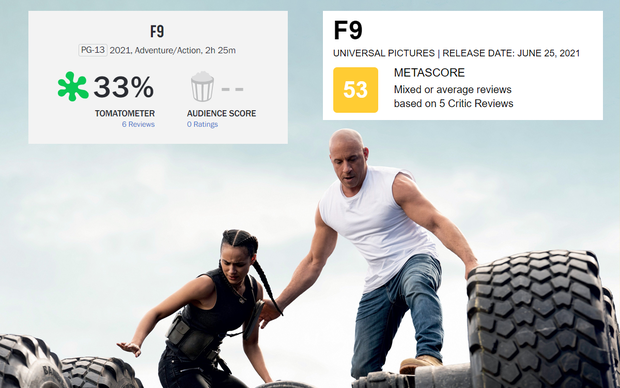 F9
PG-13 2021, Adventure/Action, 2h 25m
33%
--
TOMATOMETER
AUDIENCE SCORE
6 Reviews
0 Ratings
F9
UNIVERSAL PICTURES | RELEASE DATE: JUNE 25, 2021
53
METASCORE
Mixed or average reviews
based on 5 Critic Reviews